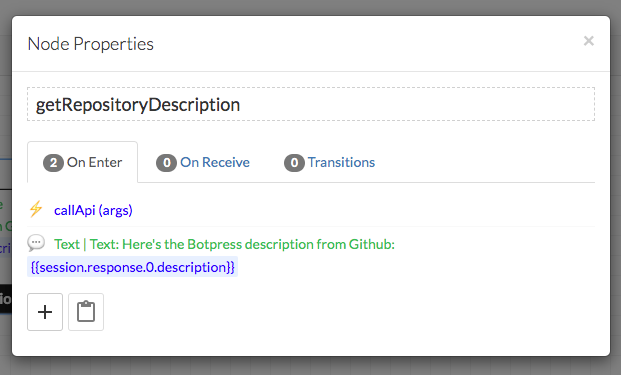 Node Properties ×
getRepositoryDescription
2 On Enter 0 On Receive 0 Transitions
callApi (args)
Text | Text: Here's the Botpress description from Github:
{{session.response.0.description}}
+